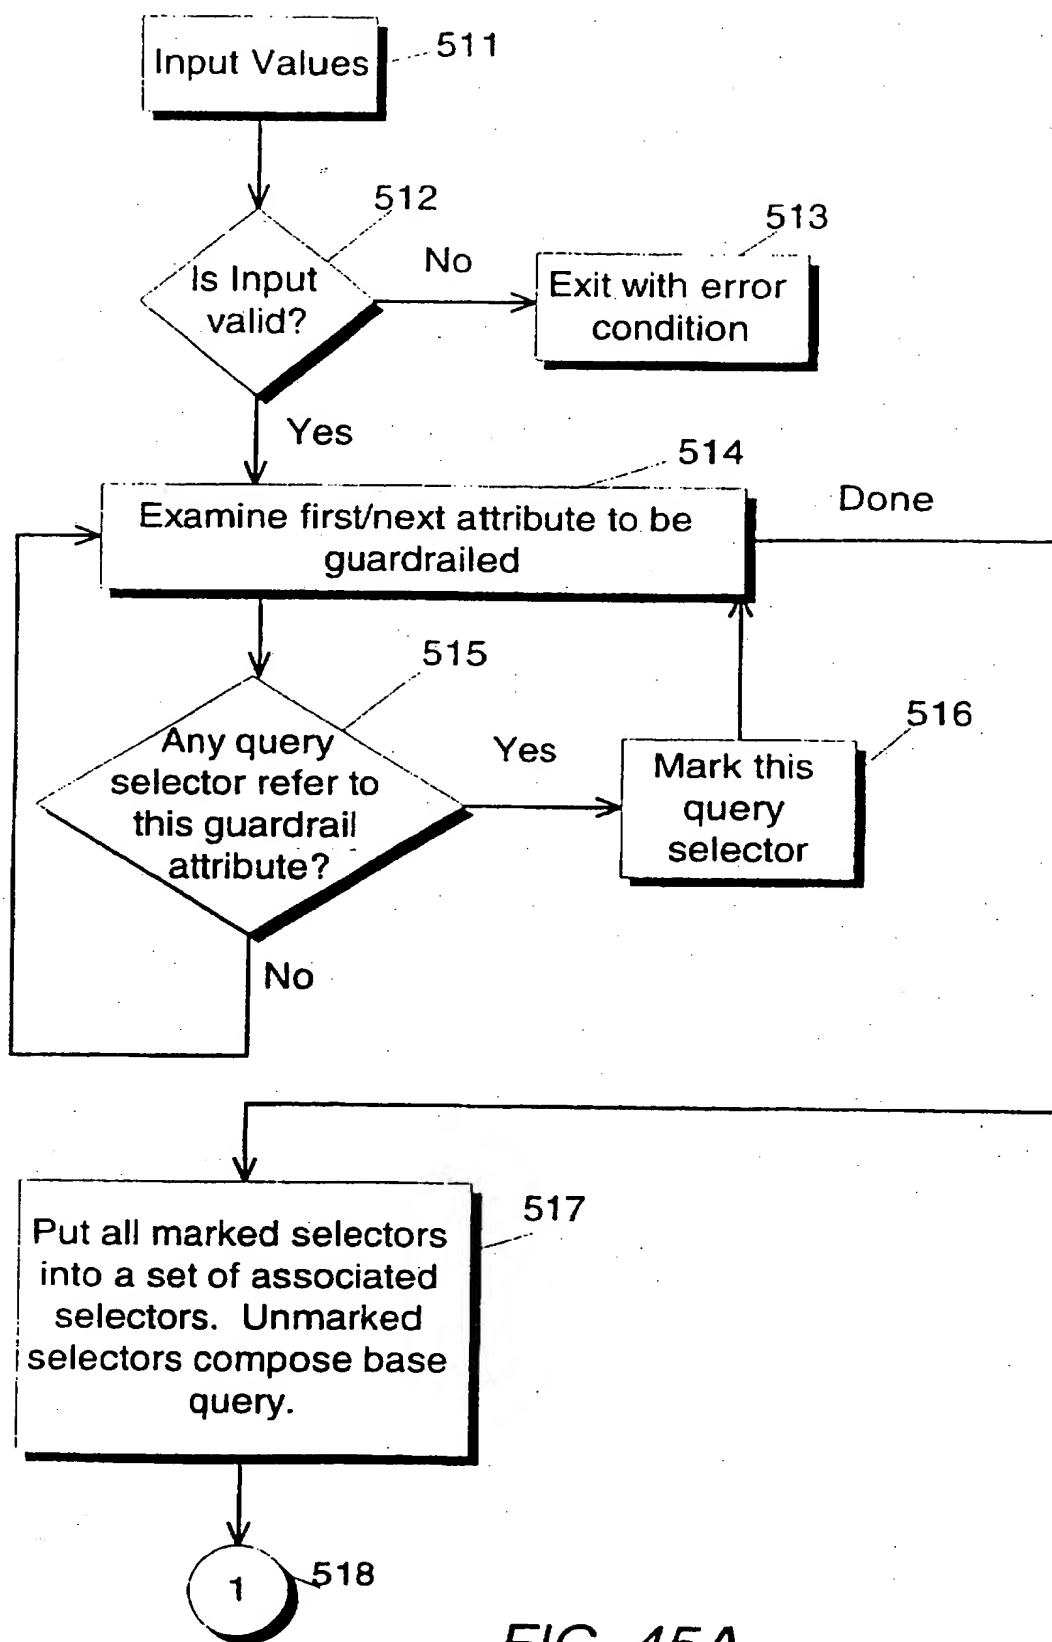 Input Values
511
512
Is Input
valid?
No
513
Exit with error
condition
Yes
514
Examine first/next attribute to be
guardrailed
Done
515
Any query
selector refer to
this guardrail
attribute?
Yes
516
Mark this
query
selector
No
517
Put all marked selectors
into a set of associated
selectors. Unmarked
selectors compose base
query.
1
518
FIG. 45A